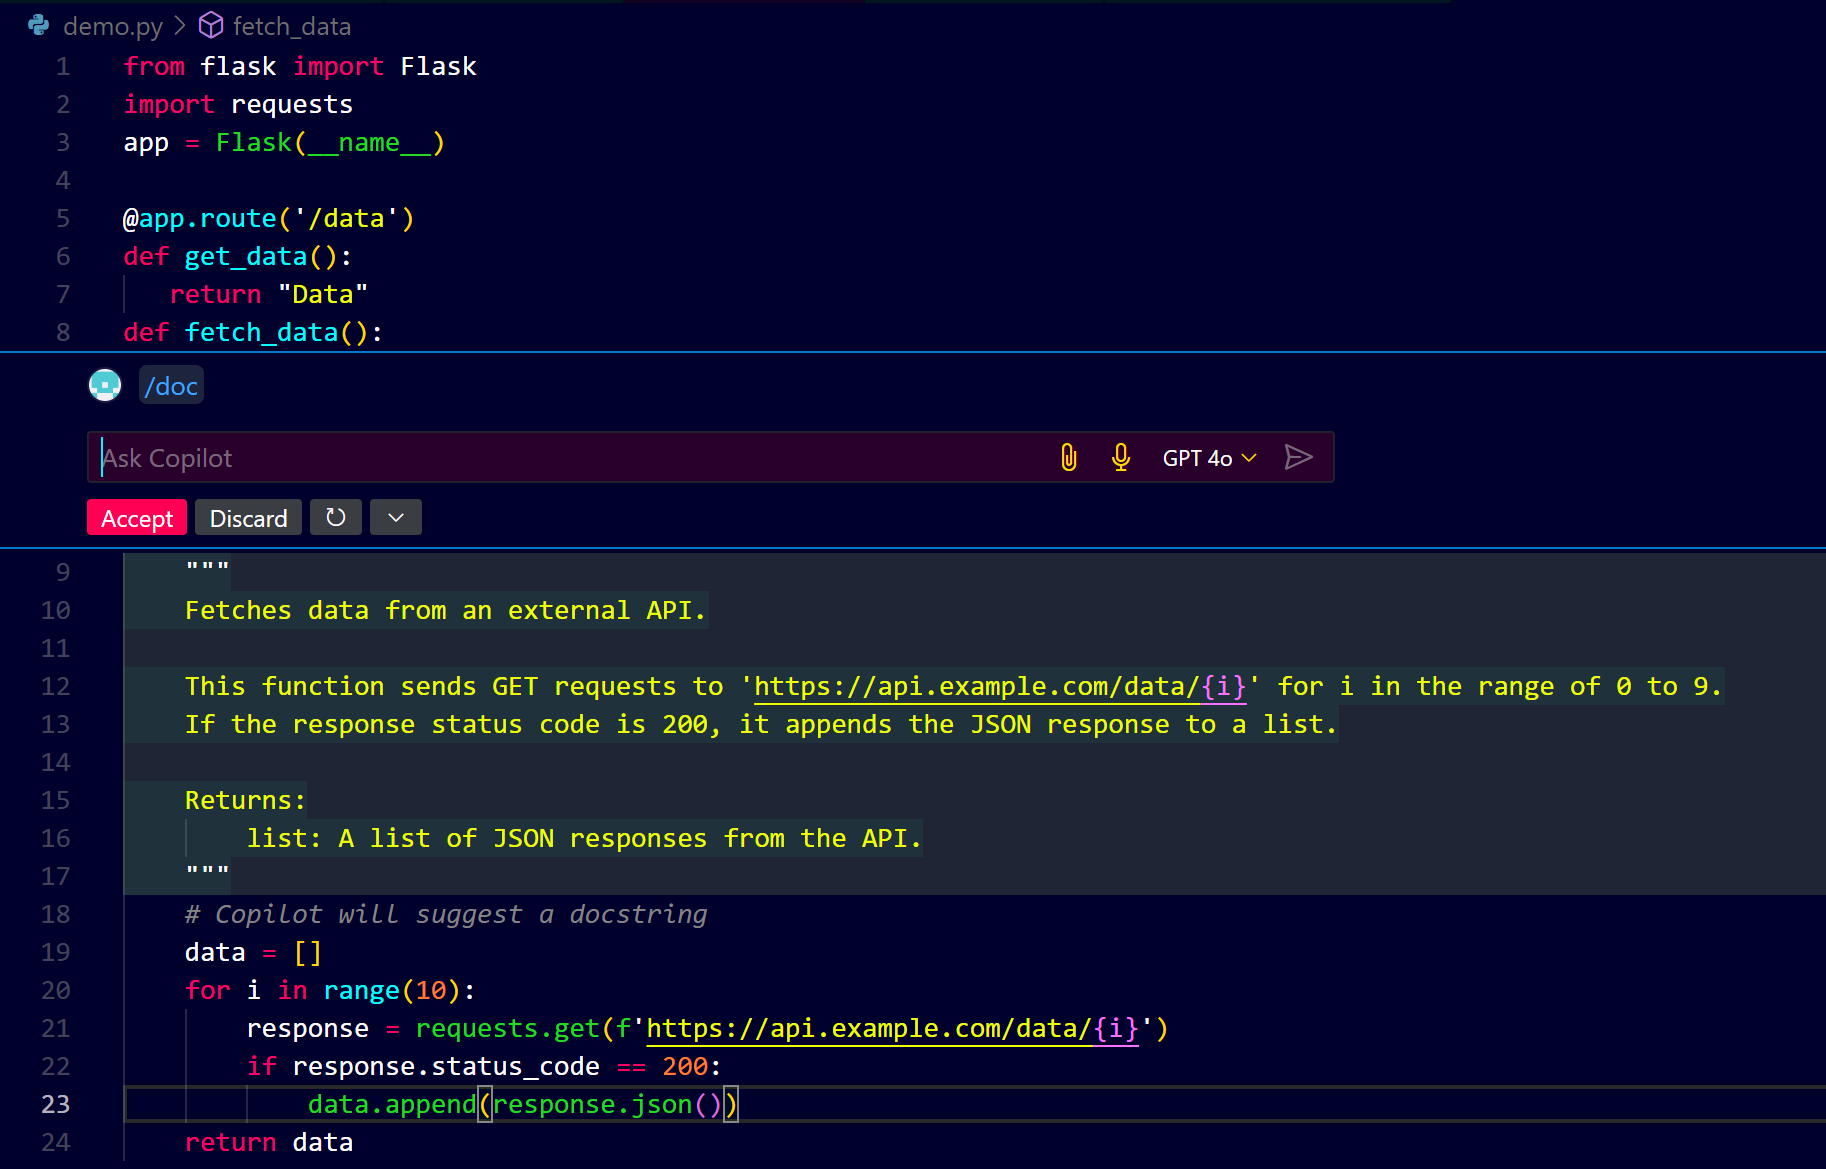 demo.py > fetch_data
1 from flask import Flask
2 import requests
3 app = Flask(__name__)
4
5 @app.route('/data')
6 def get_data():
7    return "Data"
8 def fetch_data():
/doc
Ask Copilot GPT 4o
Accept Discard
9     """
10     Fetches data from an external API.
11
12     This function sends GET requests to 'https://api.example.com/data/{i}' for i in the range of 0 to 9.
13     If the response status code is 200, it appends the JSON response to a list.
14
15     Returns:
16         list: A list of JSON responses from the API.
17     """
18     # Copilot will suggest a docstring
19     data = []
20     for i in range(10):
21         response = requests.get(f'https://api.example.com/data/{i}')
22         if response.status_code == 200:
23             data.append(response.json())
24     return data